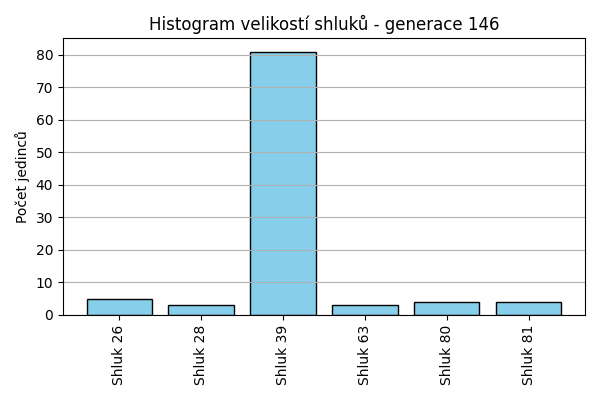 Histogram velikostí shluků - generace 146
Počet jedinců
80
70
60
50
40
30
20
10
0
Shluk 26
Shluk 28
Shluk 39
Shluk 63
Shluk 80
Shluk 81